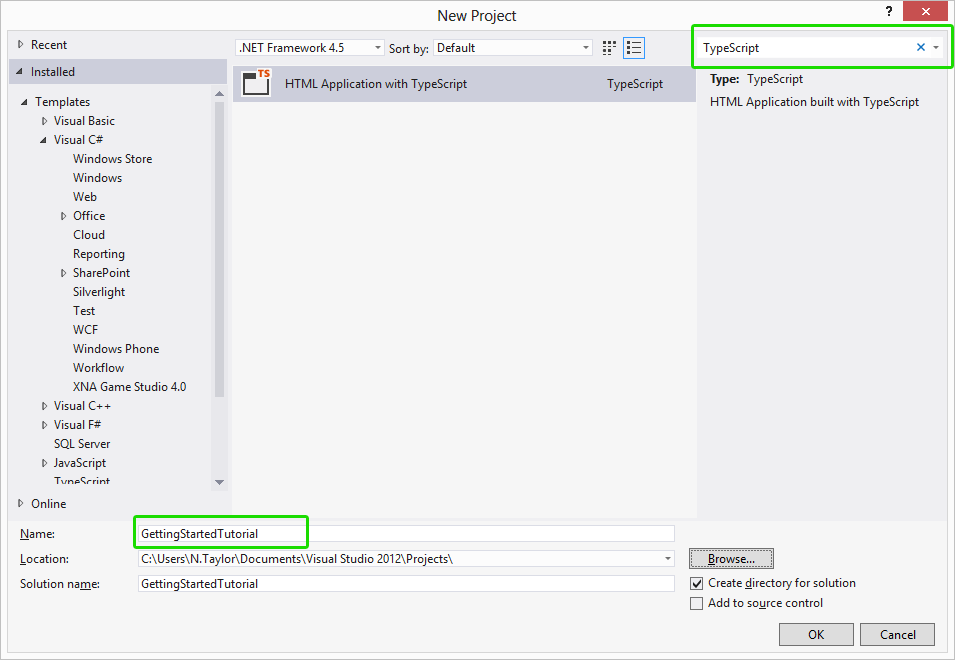 New Project
?
Recent
Installed
Templates
Visual Basic
Visual C#
Windows Store
Windows
Web
Office
Cloud
Reporting
SharePoint
Silverlight
Test
WCF
Windows Phone
Workflow
XNA Game Studio 4.0
Visual C++
Visual F#
SQL Server
JavaScript
TypeScript
Online
.NET Framework 4.5
Sort by: Default
TS
HTML Application with TypeScript TypeScript
TypeScript
Type: TypeScript
HTML Application built with TypeScript
Name: GettingStartedTutorial
Location: C:\Users\N.Taylor\Documents\Visual Studio 2012\Projects\ Browse...
Solution name: GettingStartedTutorial
Create directory for solution
Add to source control
OK Cancel